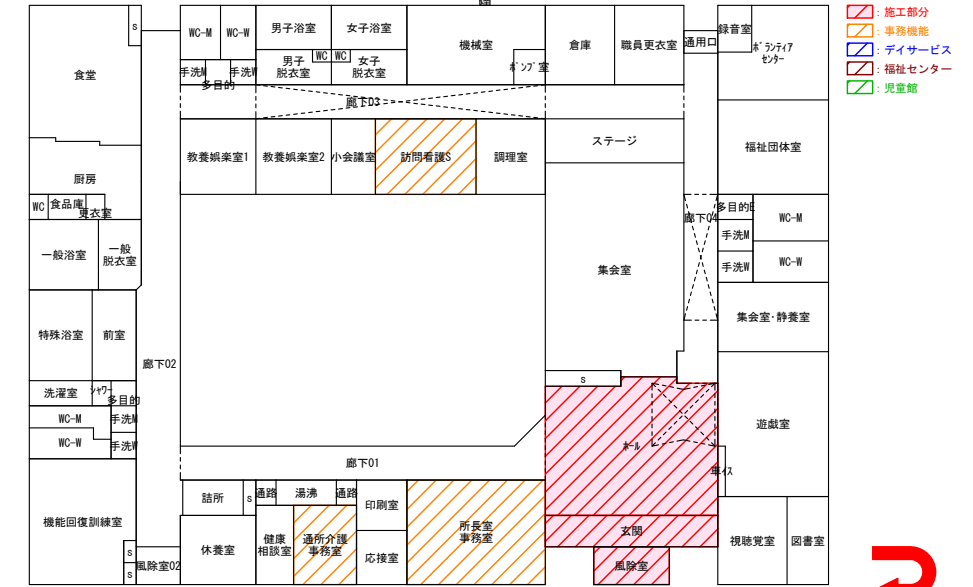 S
WC-M
WC-W
男子浴室
女子浴室
機械室
倉庫
職員更衣室
通用口
録音室
ボランティア
センター
食堂
手洗M
手洗W
多目的
男子
脱衣室
WC
WC
女子
脱衣室
ポンプ室
廊下03
教養娯楽室1
教養娯楽室2
小会議室
訪問看護S
調理室
ステージ
福祉団体室
厨房
WC
食品庫
更衣室
一般浴室
一般
脱衣室
集会室
廊下04
多目的E
手洗M
手洗W
WC-M
WC-W
特殊浴室
前室
廊下02
集会室・静養室
洗濯室
シャワー
多目的
WC-M
手洗M
WC-W
手洗W
S
ホール
遊戯室
車イス
廊下01
機能回復訓練室
詰所
S
通路
湯沸
通路
印刷室
所長室
事務室
玄関
休養室
健康
相談室
通所介護
事務室
応接室
風除室
視聴覚室
図書室
S
S
風除室02
：施工部分
：事務機能
：デイサービス
：福祉センター
：児童館